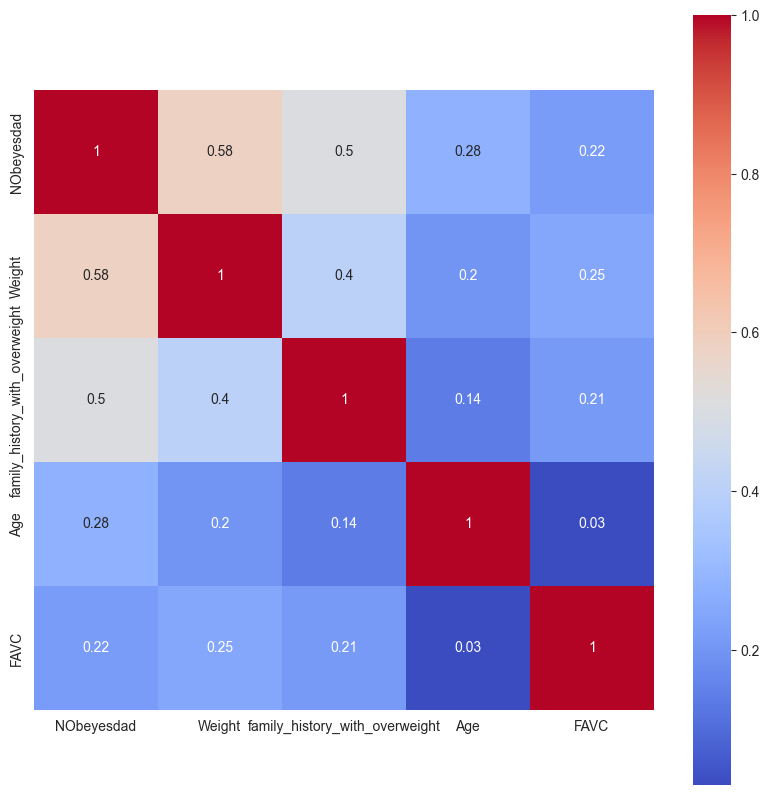 NObeyesdad 1 0.58 0.5 0.28 0.22
Weight 0.58 1 0.4 0.2 0.25
family_history_with_overweight 0.5 0.4 1 0.14 0.21
Age 0.28 0.2 0.14 1 0.03
FAVC 0.22 0.25 0.21 0.03 1
NObeyesdad Weight family_history_with_overweight Age FAVC
1.0
0.8
0.6
0.4
0.2